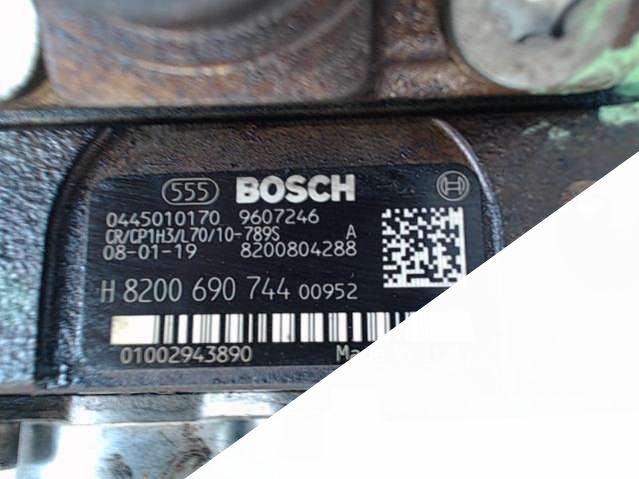 555 BOSCH
0445010170 9607246
CR/CP1H3/L70/10-789S A
08-01-19 8200804288
H 8200 690 744 00952
01002943890